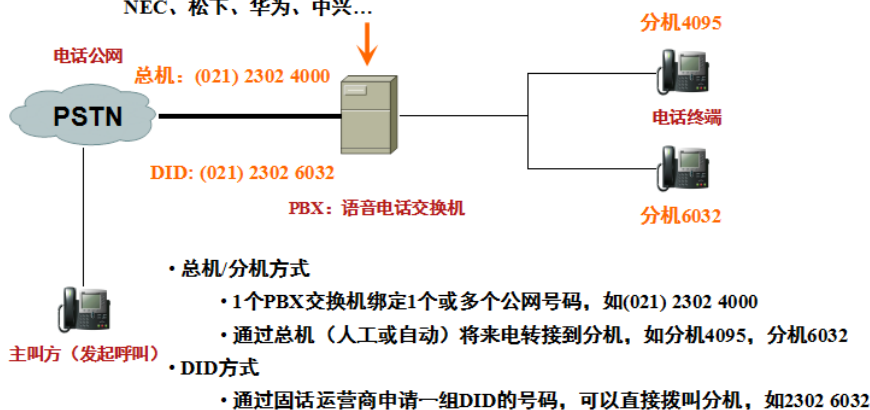 NEC、松下、华为、中兴…
分机4095
电话公网
总机：(021) 2302 4000
PSTN
电话终端
DID: (021) 2302 6032
PBX：语音电话交换机
分机6032
• 总机/分机方式
• 1个PBX交换机绑定1个或多个公网号码，如(021) 2302 4000
• 通过总机（人工或自动）将来电转接到分机，如分机4095，分机6032
主叫方（发起呼叫）
• DID方式
• 通过固话运营商申请一组DID的号码，可以直接拨叫分机，如2302 6032